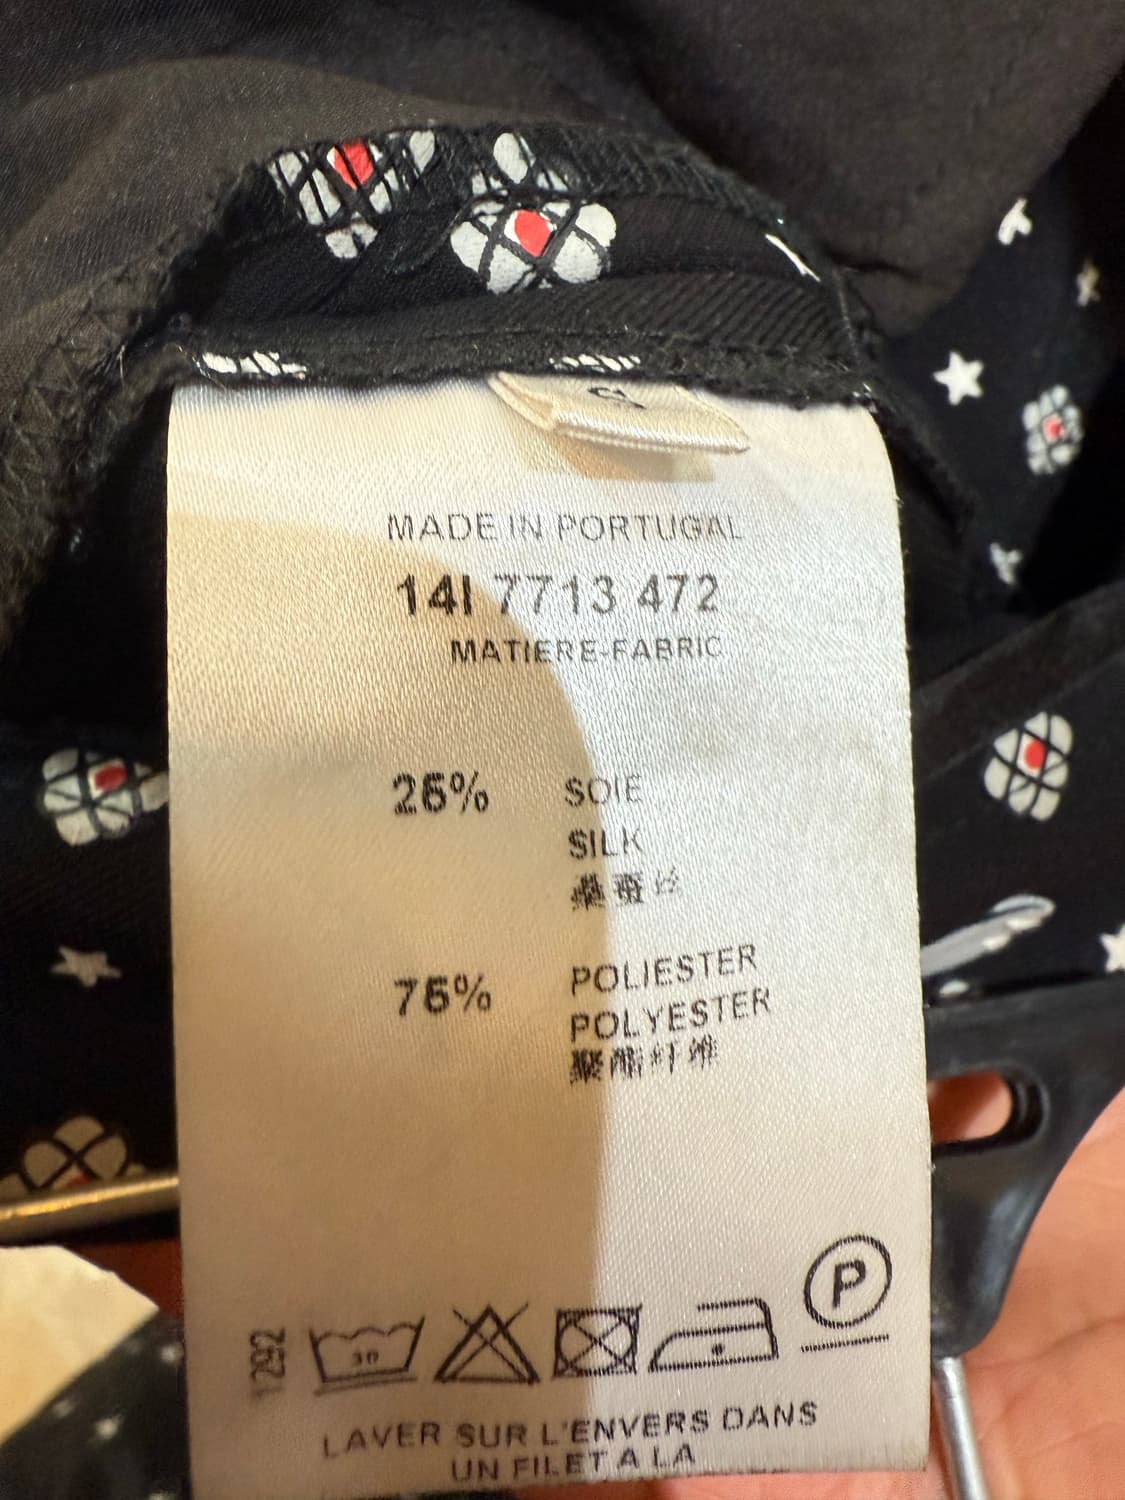 S
MADE IN PORTUGAL
14I 7713 472
MATIERE-FABRIC
25% SOIE
SILK
桑蚕丝
75% POLIESTER
POLYESTER
聚酯纤维
P
30
1292
LAVER SUR L'ENVERS DANS
UN FILET A LA